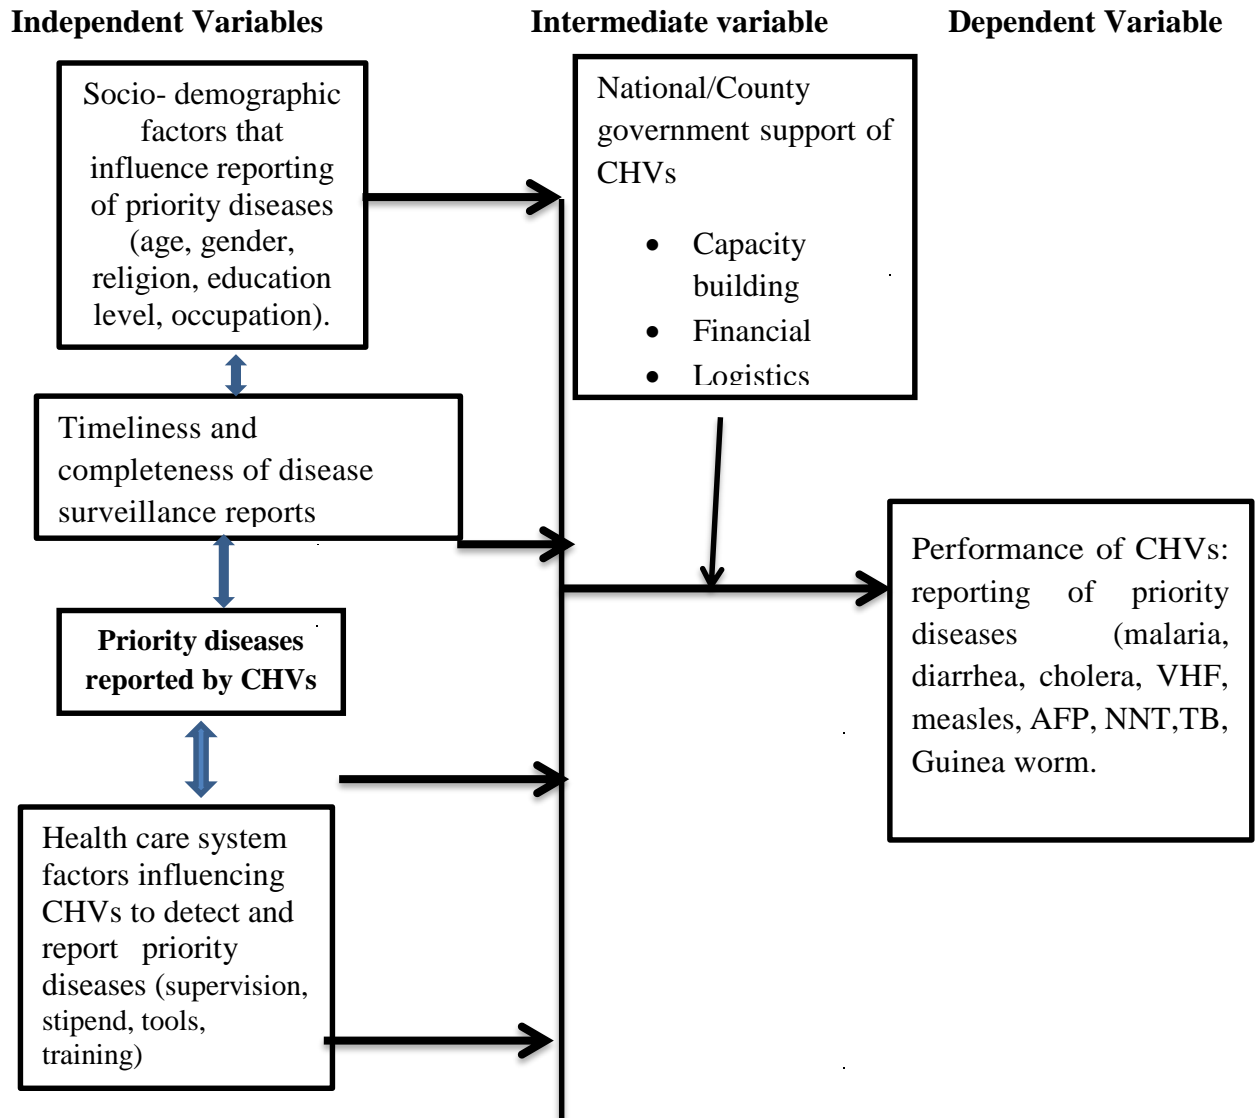 Independent Variables
Intermediate variable
Dependent Variable
Socio- demographic
factors that
influence reporting
of priority diseases
(age, gender,
religion, education
level, occupation).
Timeliness and
completeness of disease
surveillance reports
Priority diseases
reported by CHVs
Health care system
factors influencing
CHVs to detect and
report priority
diseases (supervision,
stipend, tools,
training)
National/County
government support of
CHVs
• Capacity
building
• Financial
• Logistics
Performance of CHVs:
reporting of priority
diseases (malaria,
diarrhea, cholera, VHF,
measles, AFP, NNT,TB,
Guinea worm.